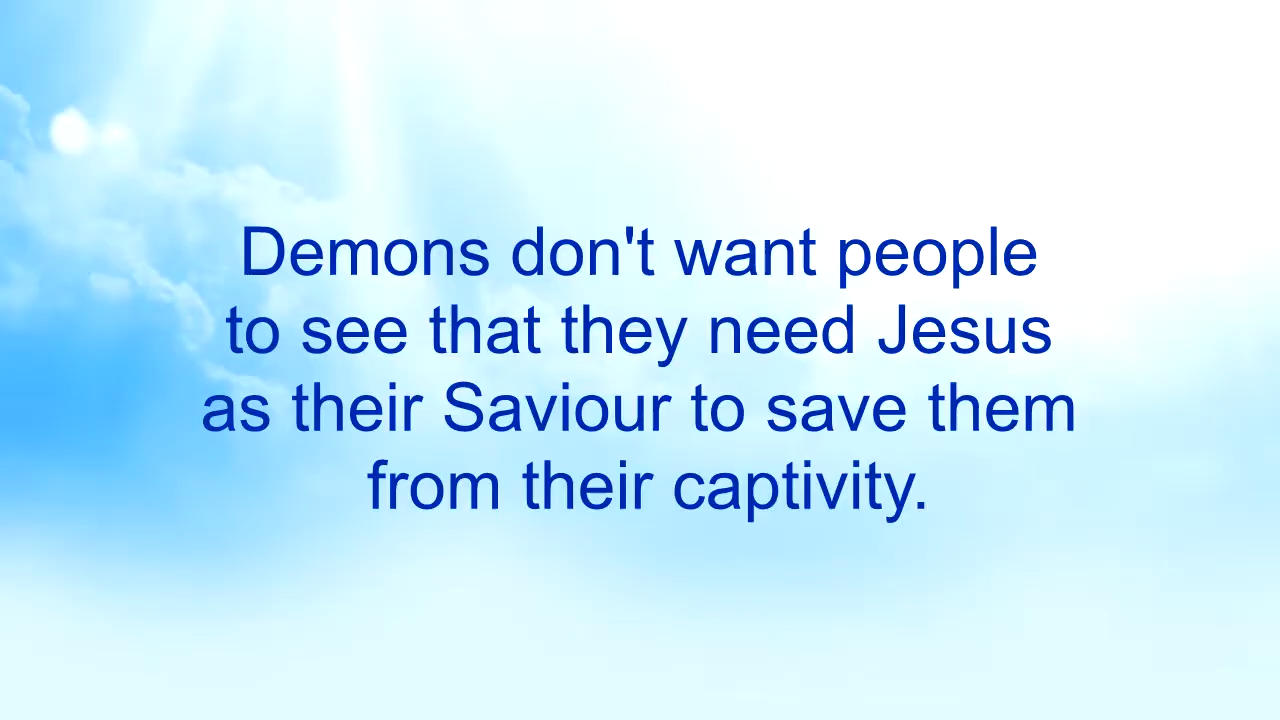 Demons don't want people
to see that they need Jesus
as their Saviour to save them
from their captivity.